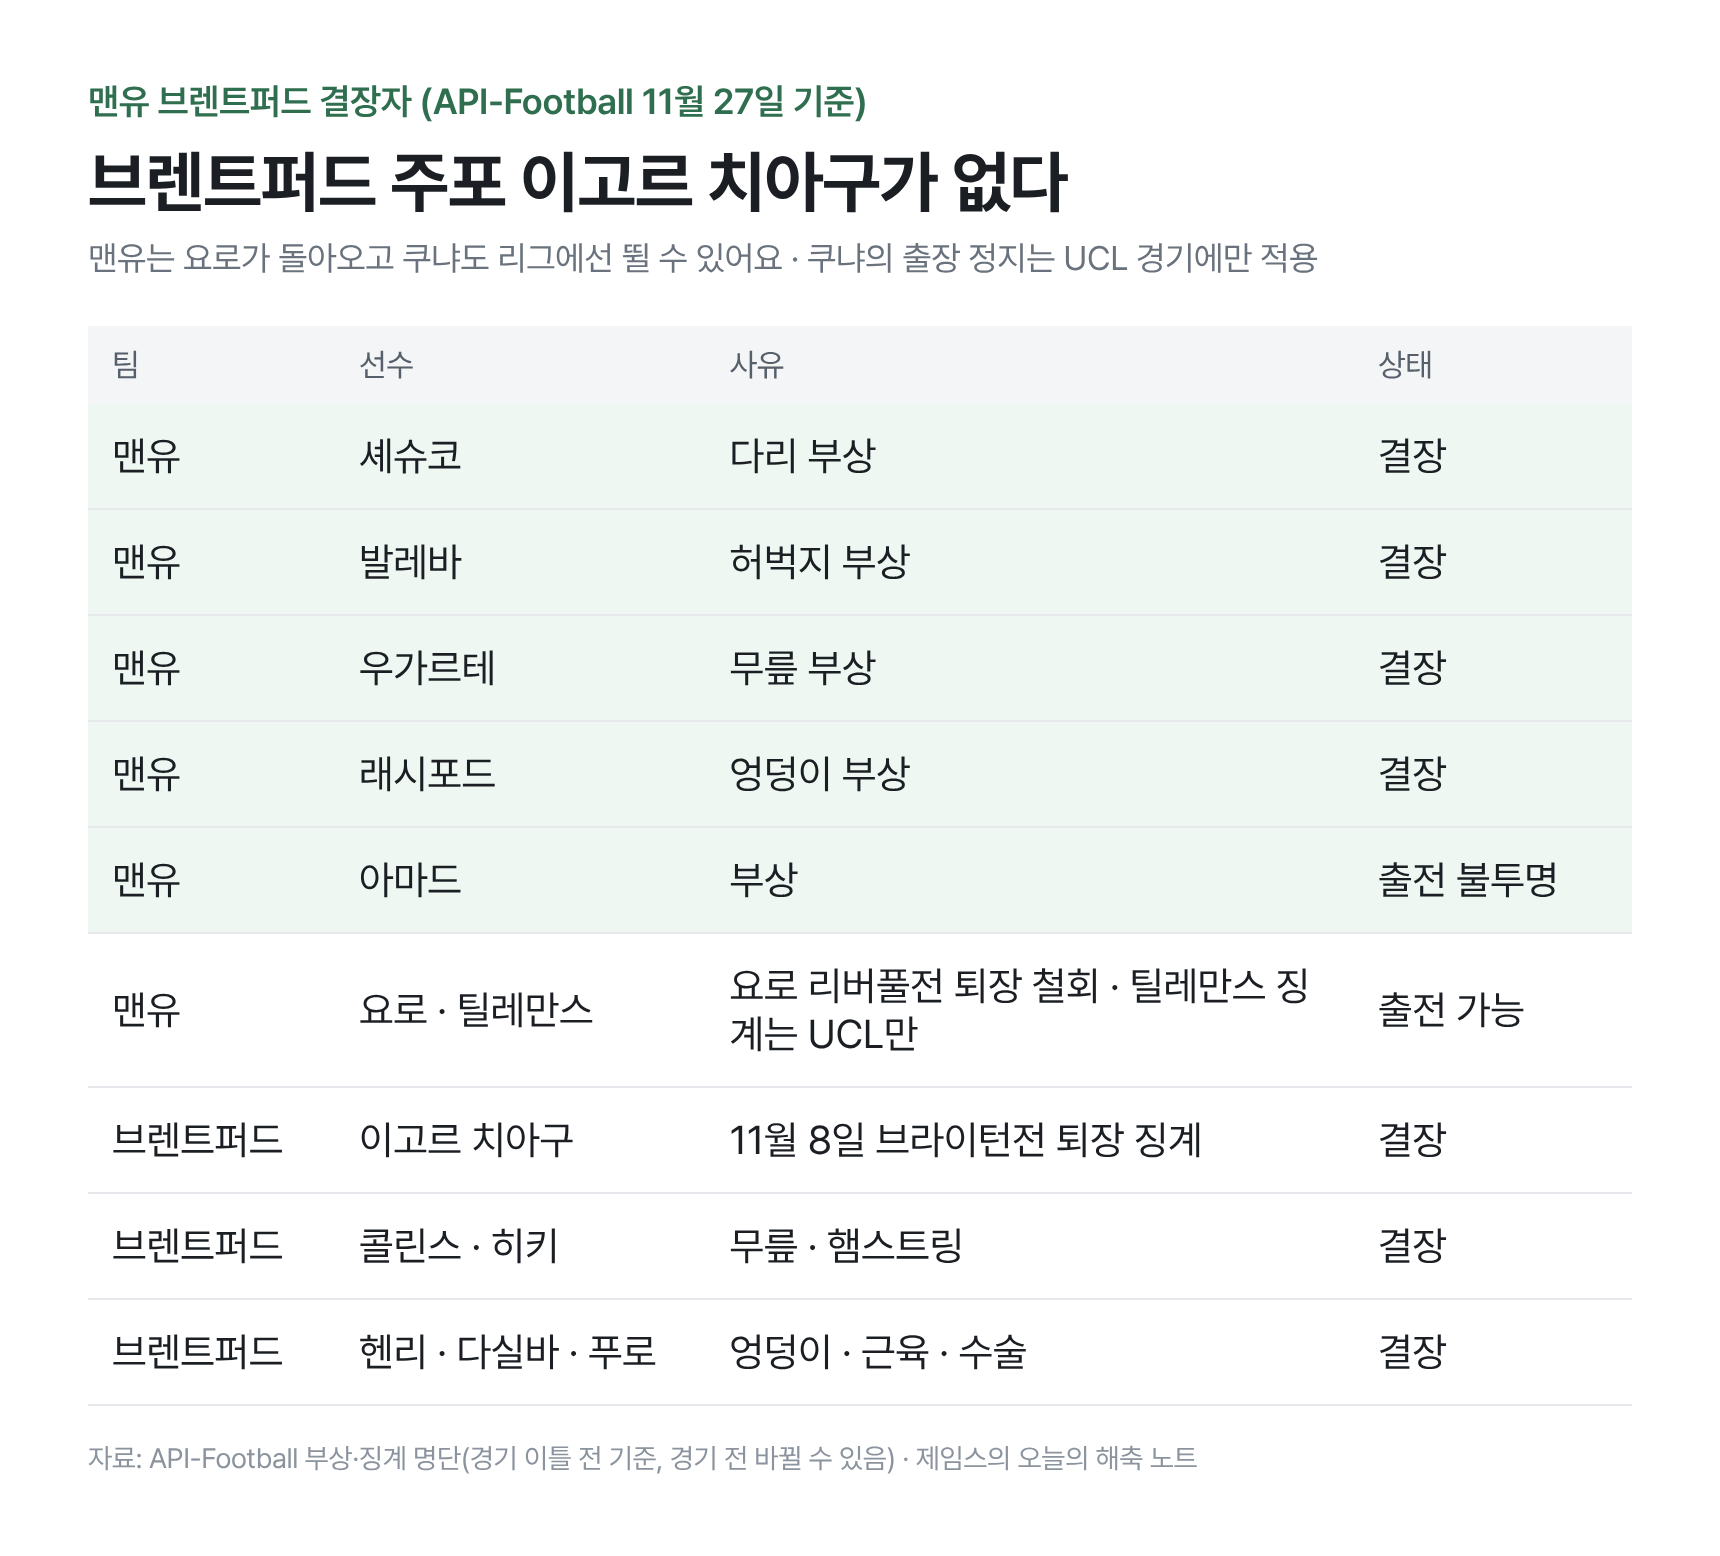 맨유 브렌트퍼드 결장자 (API-Football 11월 27일 기준)
브렌트퍼드 주포 이고르 치아구가 없다
맨유는 요로가 돌아오고 쿠냐도 리그에선 뛸 수 있어요 · 쿠냐의 출장 정지는 UCL 경기에만 적용
팀 선수 사유 상태
맨유 셰슈코 다리 부상 결장
맨유 발레바 허벅지 부상 결장
맨유 우가르테 무릎 부상 결장
맨유 래시포드 엉덩이 부상 결장
맨유 아마드 부상 출전 불투명
맨유 요로 · 틸레만스 요로 리버풀전 퇴장 철회 · 틸레만스 징
계는 UCL만 출전 가능
브렌트퍼드 이고르 치아구 11월 8일 브라이턴전 퇴장 징계 결장
브렌트퍼드 콜린스 · 히키 무릎 · 햄스트링 결장
브렌트퍼드 헨리 · 다실바 · 푸로 엉덩이 · 근육 · 수술 결장
자료: API-Football 부상·징계 명단(경기 이틀 전 기준, 경기 전 바뀔 수 있음) · 제임스의 오늘의 해축 노트